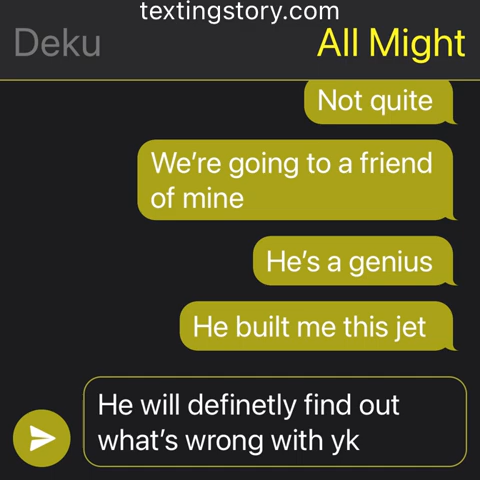 textingstory.com
Deku
All Might
Not quite
We're going to a friend
of mine
He's a genius
He built me this jet
He will definetly find out
what's wrong with yk